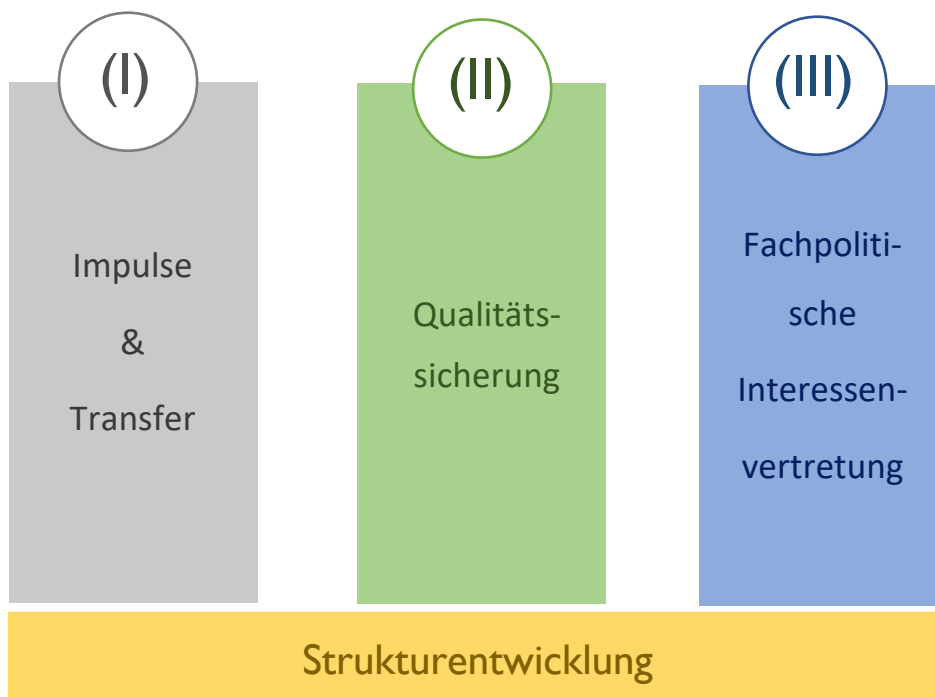 (I)
Impulse
&
Transfer
(II)
Qualitäts-
sicherung
(III)
Fachpoliti-
sche
Interessen-
vertretung
Strukturentwicklung